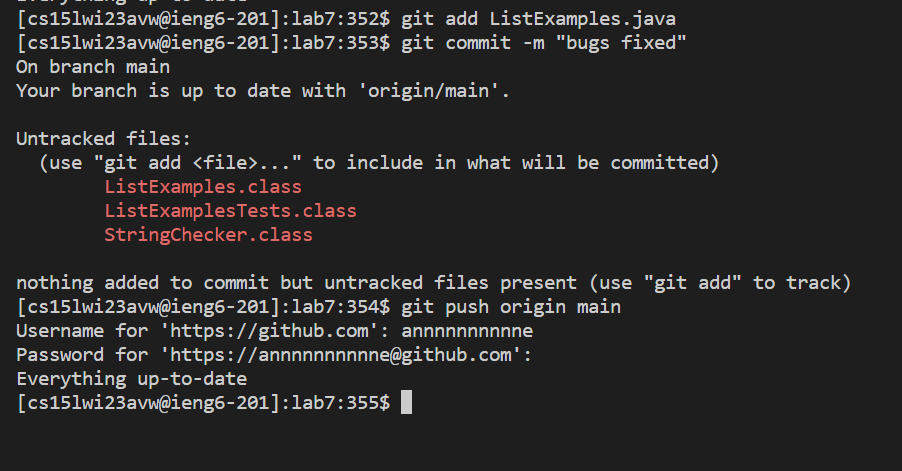 [cs15lwi23avw@ieng6-201]:lab7:352$ git add ListExamples.java
[cs15lwi23avw@ieng6-201]:lab7:353$ git commit -m "bugs fixed"
On branch main
Your branch is up to date with 'origin/main'.
Untracked files:
  (use "git add <file>..." to include in what will be committed)
        ListExamples.class
        ListExamplesTests.class
        StringChecker.class
nothing added to commit but untracked files present (use "git add" to track)
[cs15lwi23avw@ieng6-201]:lab7:354$ git push origin main
Username for 'https://github.com': annnnnnnnnne
Password for 'https://annnnnnnnnne@github.com':
Everything up-to-date
[cs15lwi23avw@ieng6-201]:lab7:355$